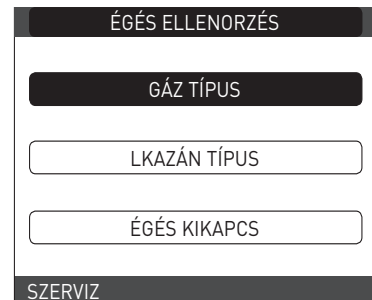 ÉGÉS ELLENORZÉS
GÁZ TÍPUS
LKAZÁN TÍPUS
ÉGÉS KIKAPCS
SZERVIZ